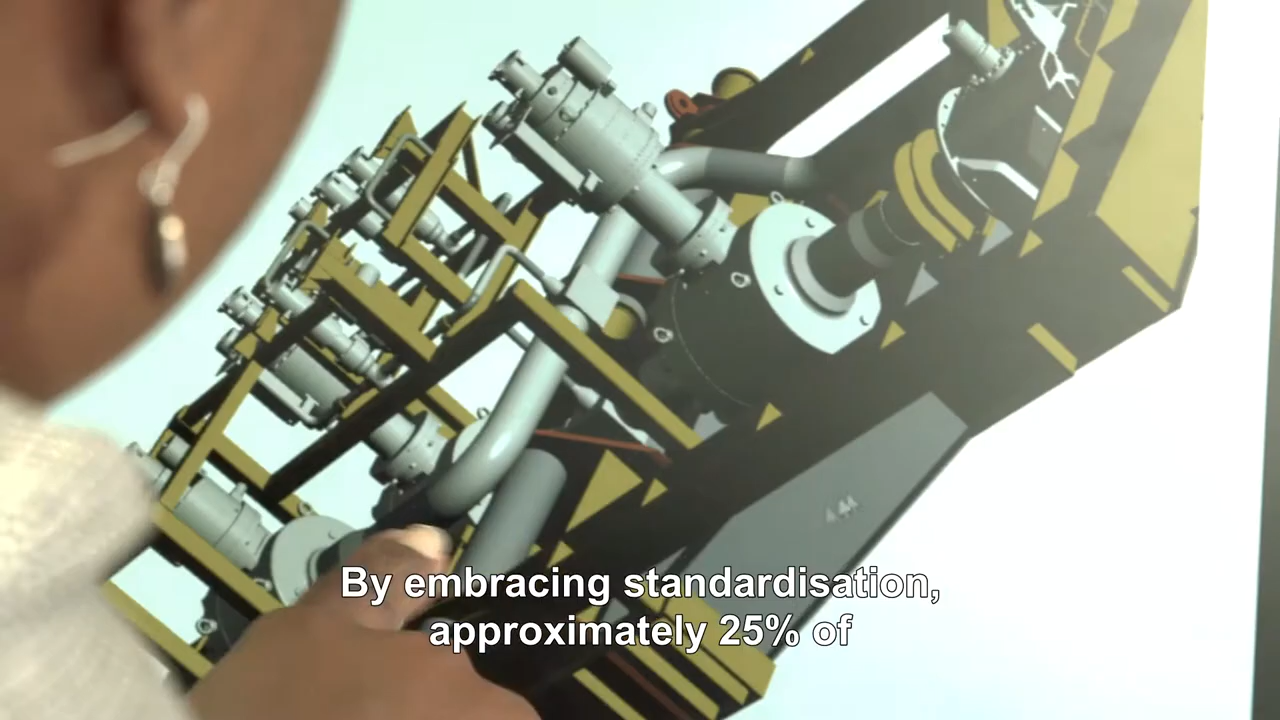 By embracing standardisation,
approximately 25% of